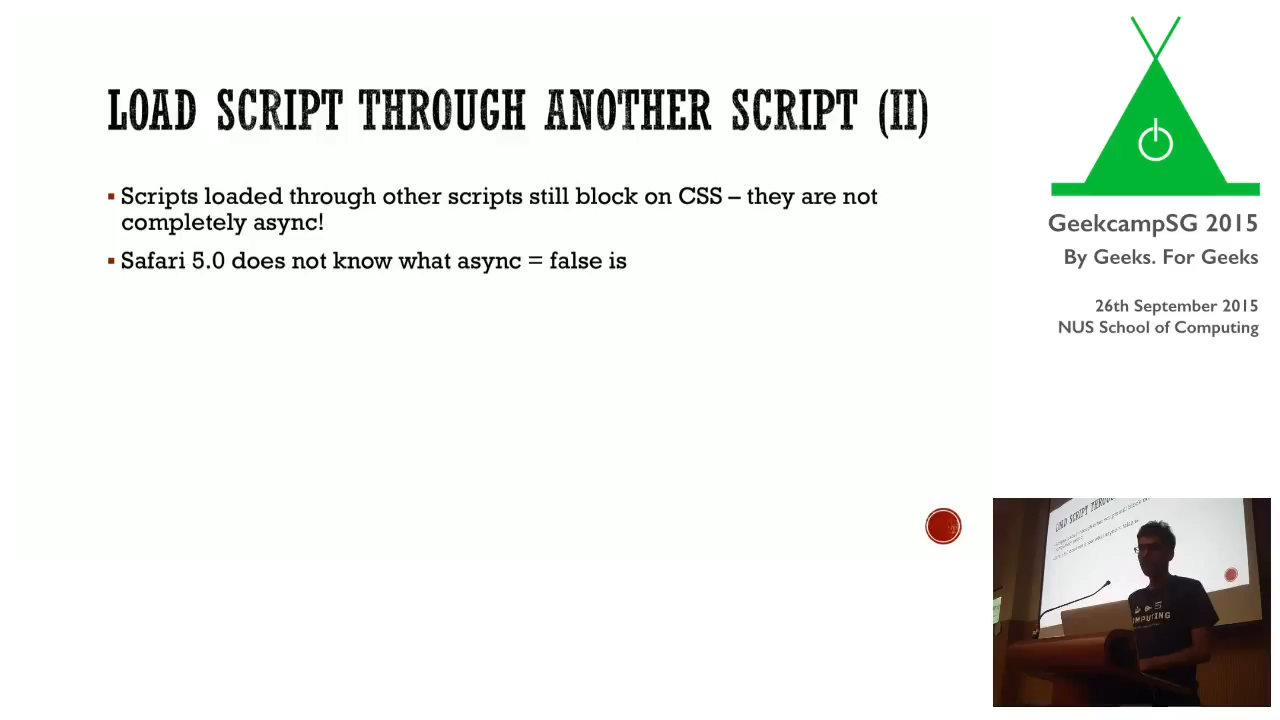 LOAD SCRIPT THROUGH ANOTHER SCRIPT (II)
▪ Scripts loaded through other scripts still block on CSS – they are not
completely async!
▪ Safari 5.0 does not know what async = false is
GeekcampSG 2015
By Geeks. For Geeks
26th September 2015
NUS School of Computing
LOAD SCRIPT